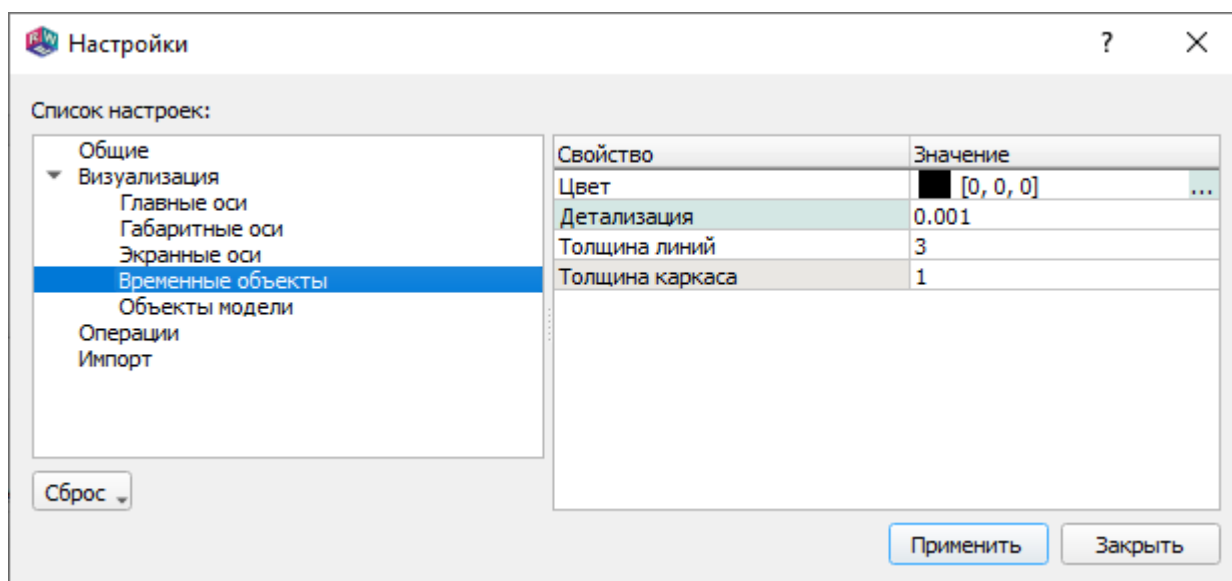 Настройки
?
Список настроек:
Общие
Визуализация
Главные оси
Габаритные оси
Экранные оси
Временные объекты
Объекты модели
Операции
Импорт
Свойство Значение
Цвет [0, 0, 0] ...
Детализация 0.001
Толщина линий 3
Толщина каркаса 1
Сброс
Применить Закрыть